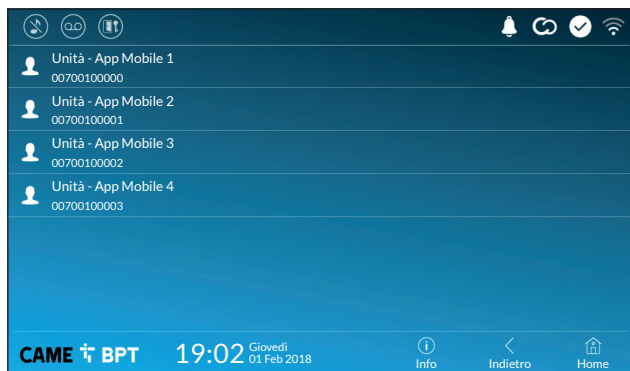 Unità - App Mobile 1
00700100000
Unità - App Mobile 2
00700100001
Unità - App Mobile 3
00700100002
Unità - App Mobile 4
00700100003
CAME BPT
19:02
Giovedì
01 Feb 2018
Info
Indietro
Home